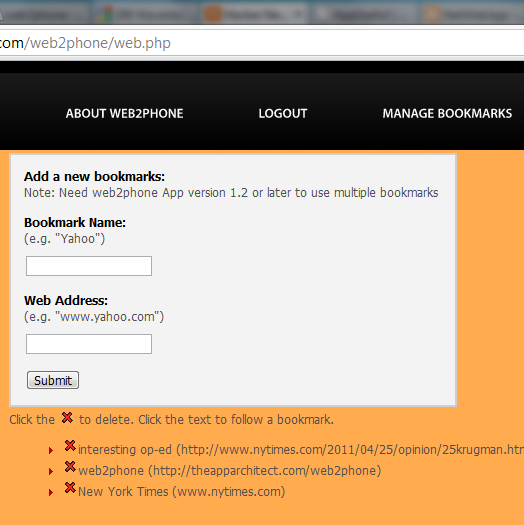 com/web2phone/web.php
ABOUT WEB2PHONE LOGOUT MANAGE BOOKMARKS
Add a new bookmarks:
Note: Need web2phone App version 1.2 or later to use multiple bookmarks
Bookmark Name:
(e.g. "Yahoo")
Web Address:
(e.g. "www.yahoo.com")
Submit
Click the to delete. Click the text to follow a bookmark.
interesting op-ed (http://www.nytimes.com/2011/04/25/opinion/25krugman.htm
web2phone (http://theapparchitect.com/web2phone)
New York Times (www.nytimes.com)